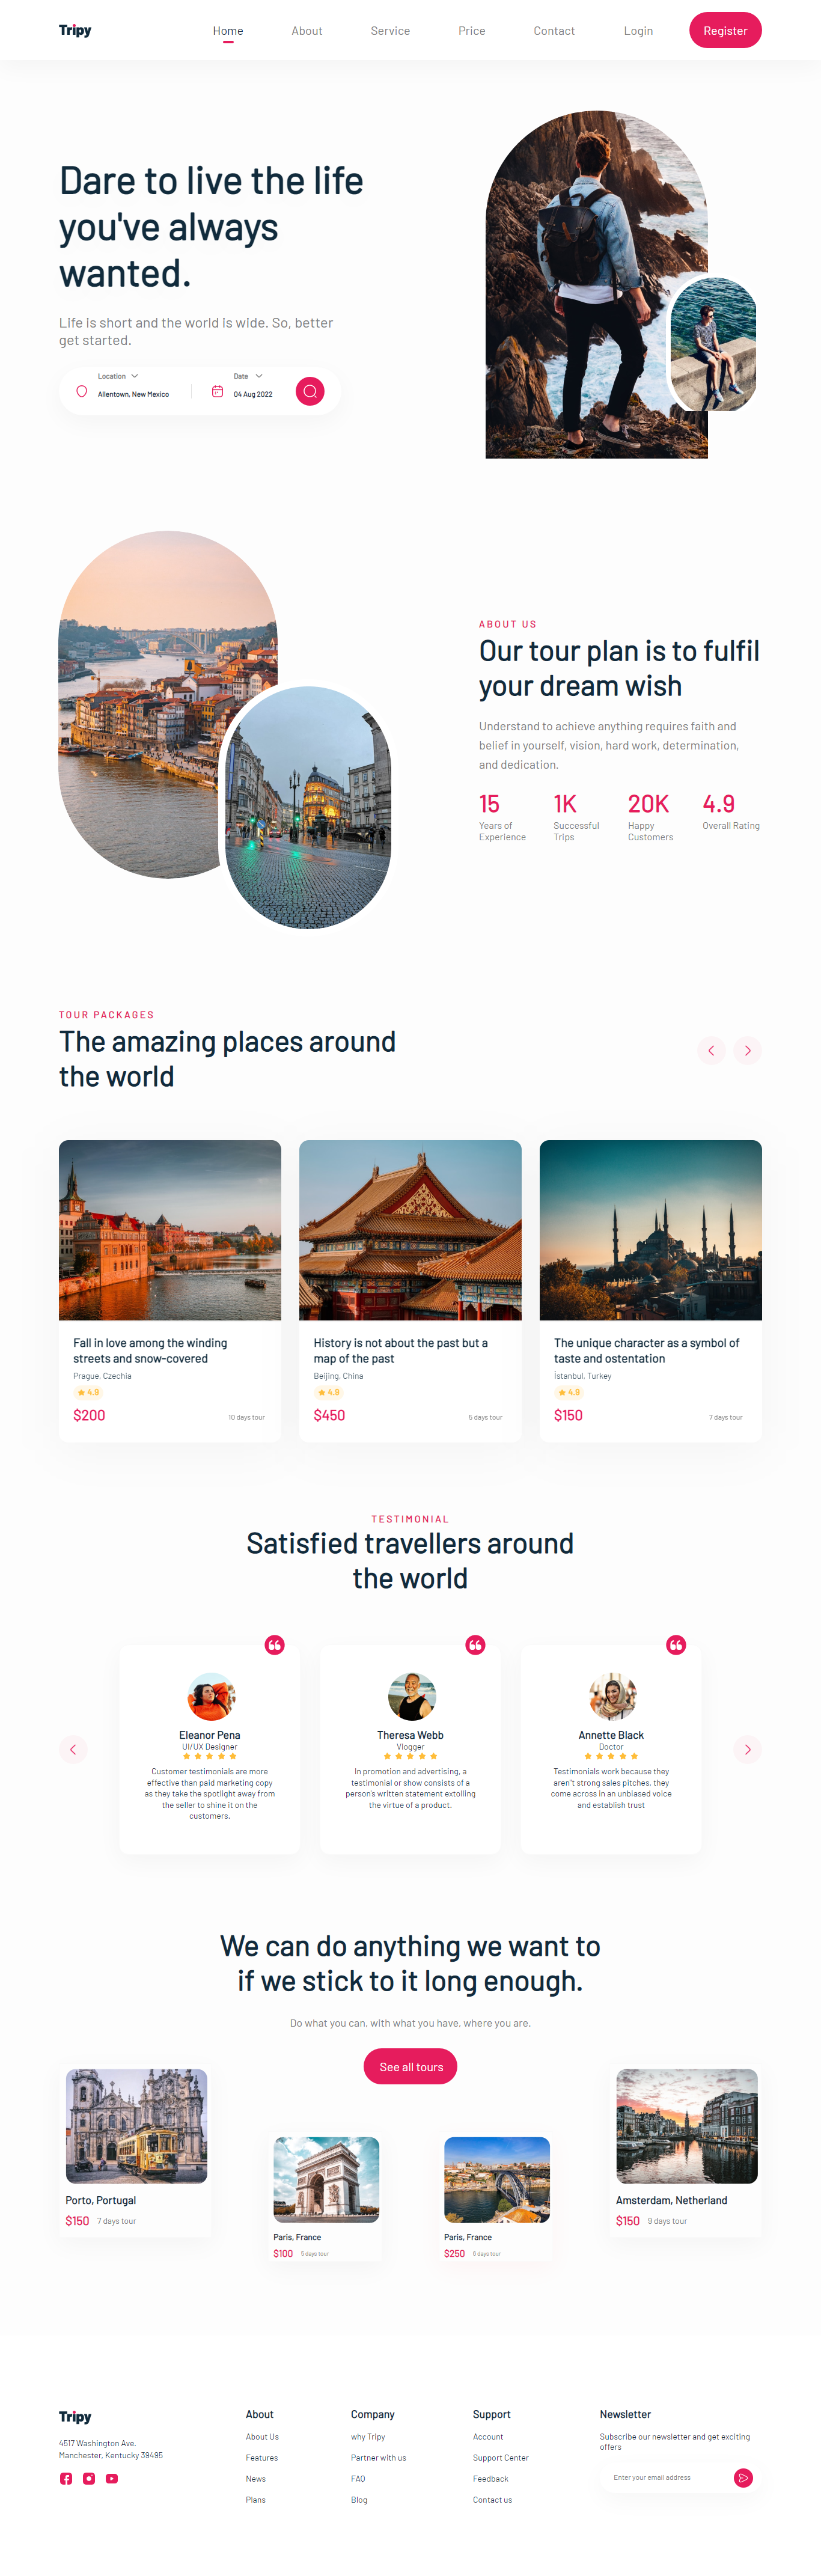 Tripy
Home
About
Service
Price
Contact
Login
Register
Dare to live the life
you've always
wanted.
Life is short and the world is wide. So, better
get started.
Location
Date
Allentown, New Mexico
04 Aug 2022
ABOUT US
Our tour plan is to fulfil
your dream wish
Understand to achieve anything requires faith and
belief in yourself, vision, hard work, determination,
and dedication.
15
1K
20K
4.9
Years of
Experience
Successful
Trips
Happy
Customers
Overall Rating
TOUR PACKAGES
The amazing places around
the world
Fall in love among the winding
streets and snow-covered
Prague, Czechia
4.9
$200
10 days tour
History is not about the past but a
map of the past
Beijing, China
4.9
$450
5 days tour
The unique character as a symbol of
taste and ostentation
İstanbul, Turkey
4.9
$150
7 days tour
TESTIMONIAL
Satisfied travellers around
the world
Eleanor Pena
UI/UX Designer
Customer testimonials are more
effective than paid marketing copy
as they take the spotlight away from
the seller to shine it on the
customers.
Theresa Webb
Vlogger
In promotion and advertising, a
testimonial or show consists of a
person's written statement extolling
the virtue of a product.
Annette Black
Doctor
Testimonials work because they
aren"t strong sales pitches, they
come across in an unbiased voice
and establish trust
We can do anything we want to
if we stick to it long enough.
Do what you can, with what you have, where you are.
See all tours
Porto, Portugal
$150 7 days tour
Paris, France
$100 5 days tour
Paris, France
$250 6 days tour
Amsterdam, Netherland
$150 9 days tour
Tripy
4517 Washington Ave.
Manchester, Kentucky 39495
About
About Us
Features
News
Plans
Company
why Tripy
Partner with us
FAQ
Blog
Support
Account
Support Center
Feedback
Contact us
Newsletter
Subscribe our newsletter and get exciting
offers
Enter your email address